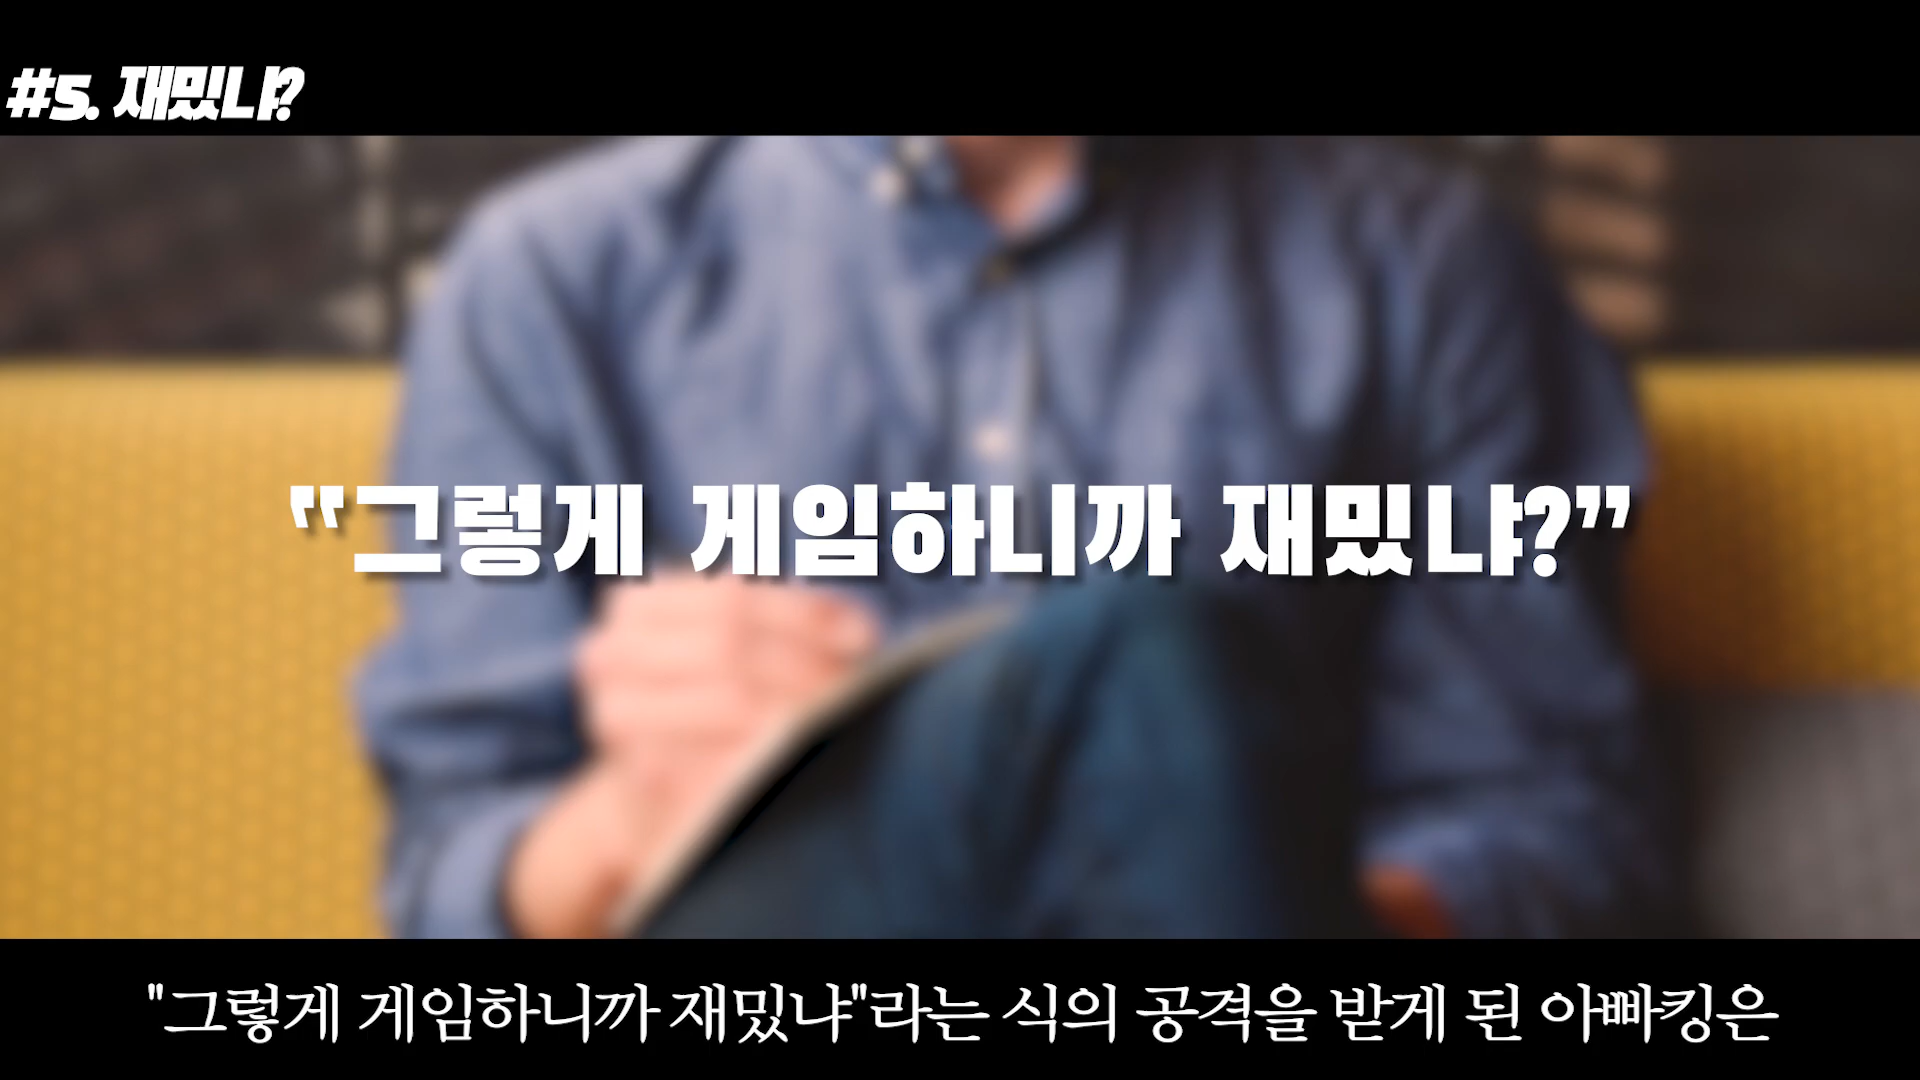 #5. 재밌냐?
“그렇게 게임하니까 재밌냐?”
"그렇게 게임하니까 재밌냐"라는 식의 공격을 받게 된 아빠킹은